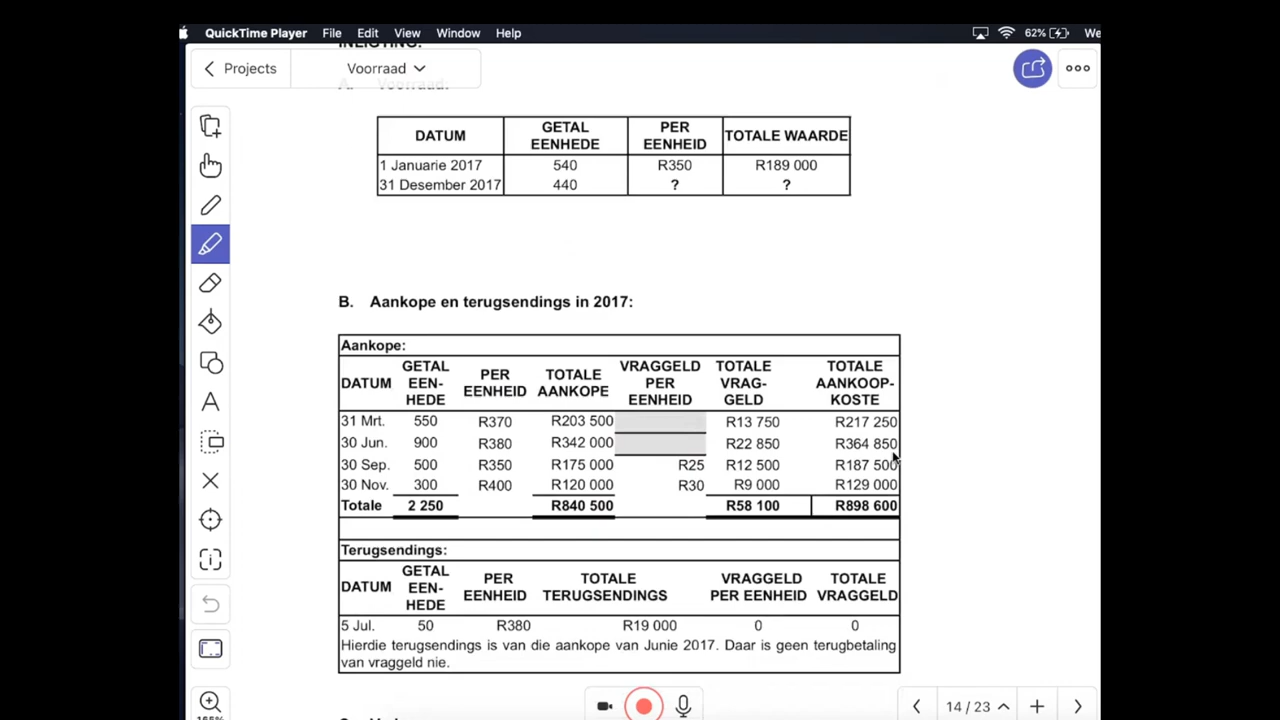 QuickTime Player File Edit View Window Help 62% We
INLIGTING:
Projects Voorraad
A. Voorraad:
DATUM GETAL EENHEDE PER EENHEID TOTALE WAARDE
1 Januarie 2017 540 R350 R189 000
31 Desember 2017 440 ? ?
B. Aankope en terugsendings in 2017:
Aankope:
DATUM GETAL EEN-HEDE PER EENHEID TOTALE AANKOPE VRAGGELD PER EENHEID TOTALE VRAG-GELD TOTALE AANKOOP-KOSTE
31 Mrt. 550 R370 R203 500 R13 750 R217 250
30 Jun. 900 R380 R342 000 R22 850 R364 850
30 Sep. 500 R350 R175 000 R25 R12 500 R187 500
30 Nov. 300 R400 R120 000 R30 R9 000 R129 000
Totale 2 250 R840 500 R58 100 R898 600
Terugsendings:
DATUM GETAL EEN-HEDE PER EENHEID TOTALE TERUGSENDINGS VRAGGELD PER EENHEID TOTALE VRAGGELD
5 Jul. 50 R380 R19 000 0 0
Hierdie terugsendings is van die aankope van Junie 2017. Daar is geen terugbetaling
van vraggeld nie.
14 / 23